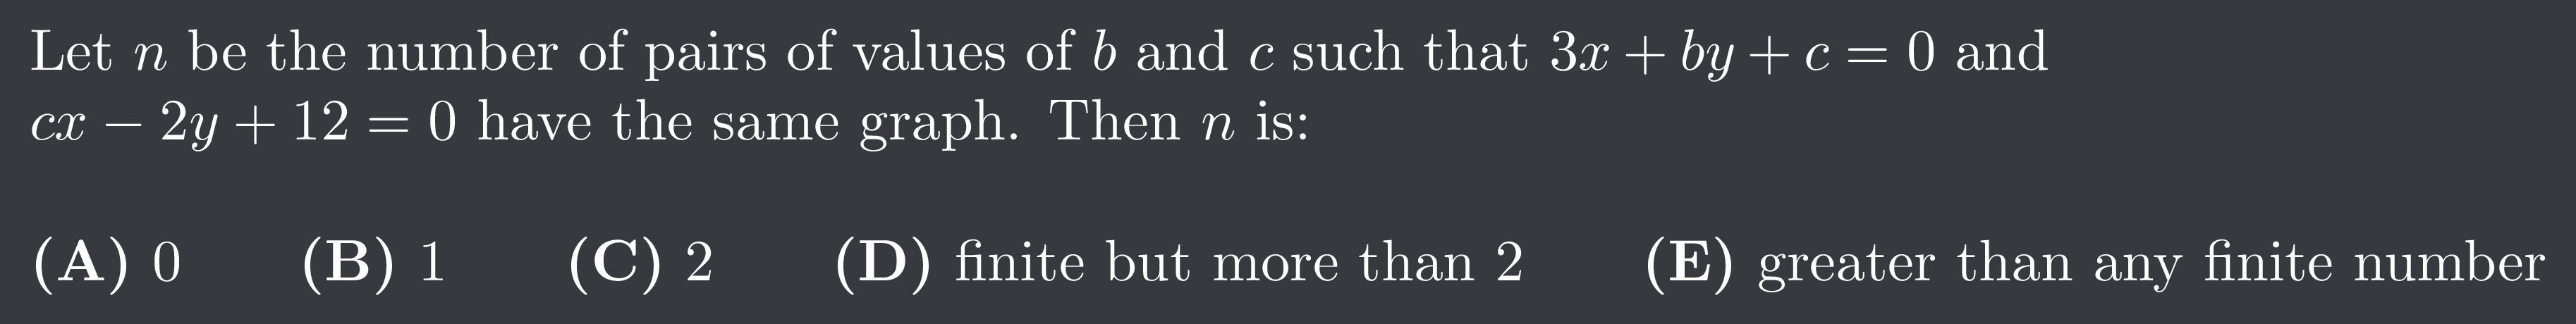 Let n be the number of pairs of values of b and c such that 3x + by + c = 0 and
cx − 2y + 12 = 0 have the same graph. Then n is:
(A) 0 (B) 1 (C) 2 (D) finite but more than 2 (E) greater than any finite number